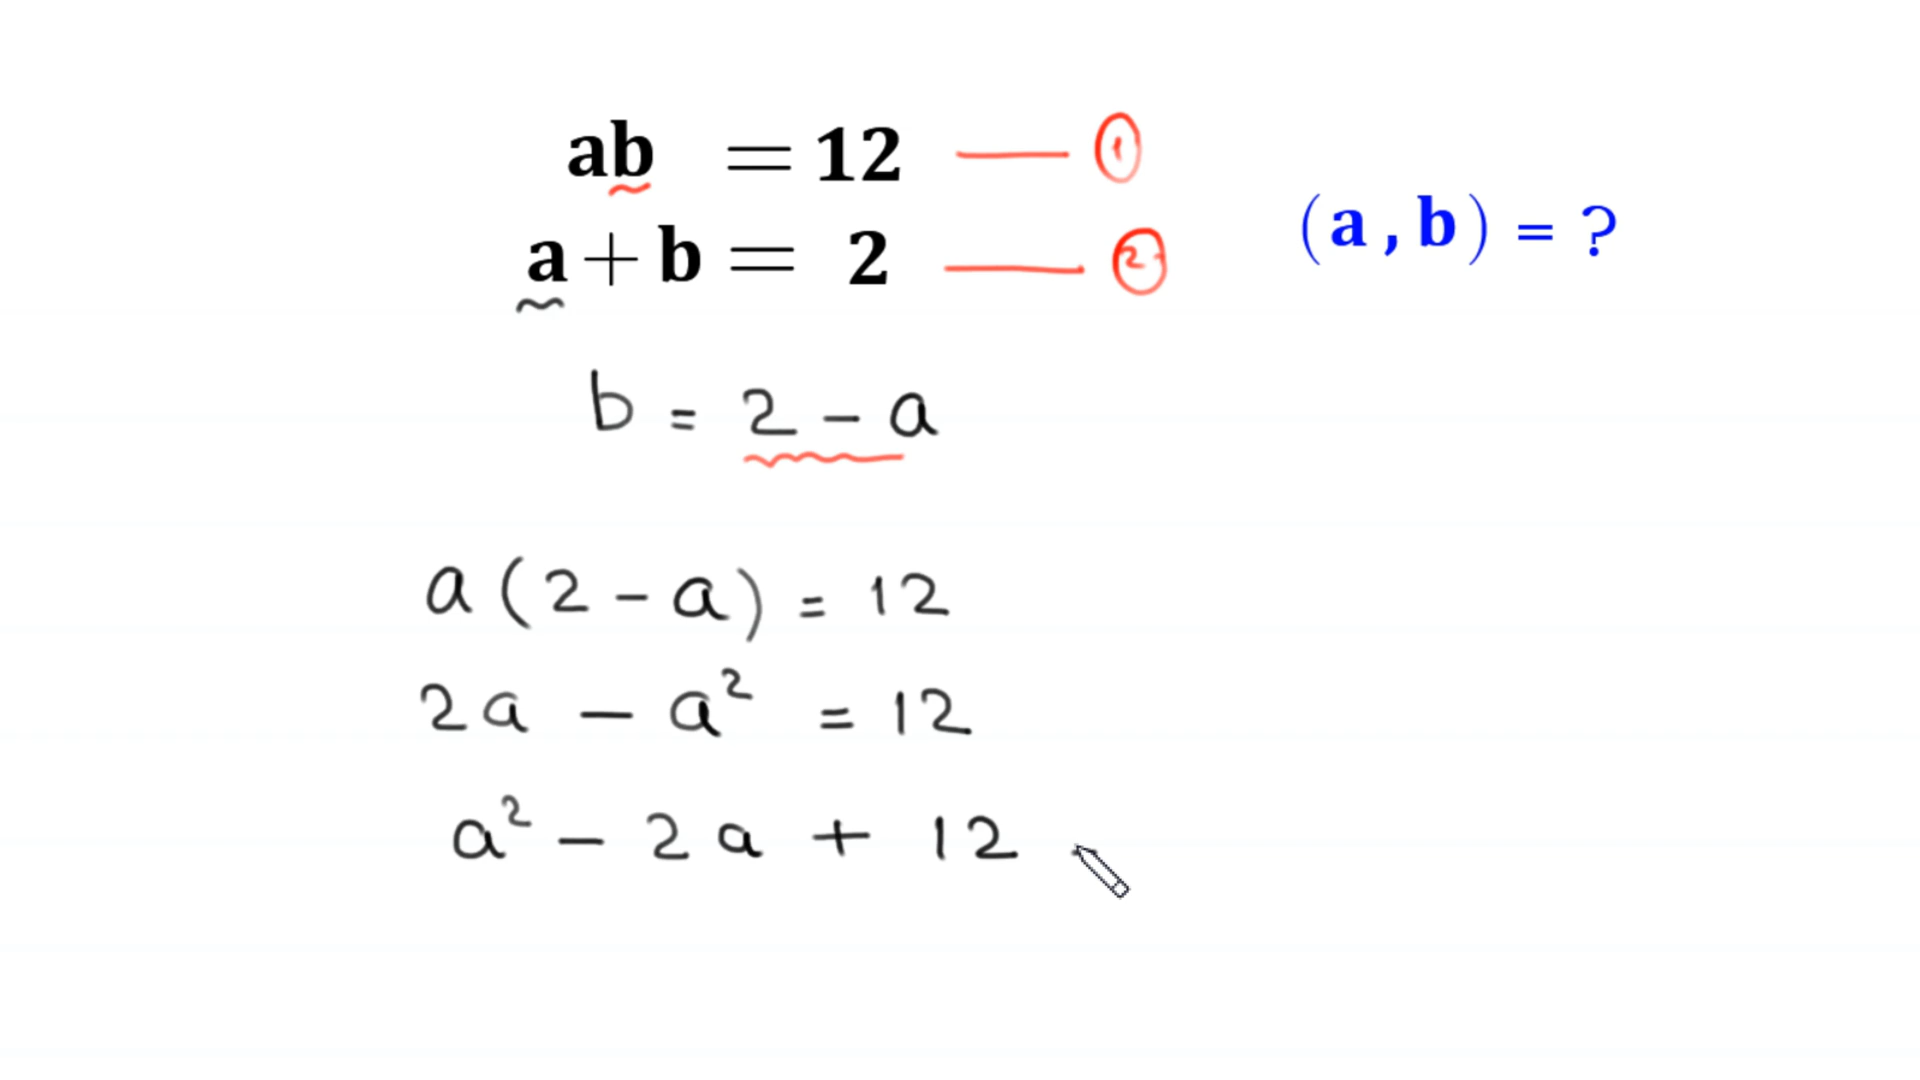 ab = 12 — ①
a + b = 2 — ②
(a , b) = ?
b = 2 - a
a (2 - a) = 12
2a - a² = 12
a² - 2a + 12